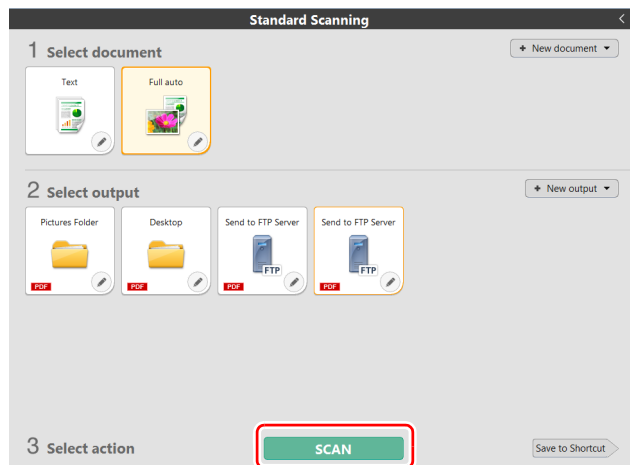 Standard Scanning
1 Select document
+ New document
Text
Full auto
2 Select output
+ New output
Pictures Folder
Desktop
Send to FTP Server
Send to FTP Server
FTP
FTP
PDF
PDF
PDF
PDF
3 Select action
SCAN
Save to Shortcut